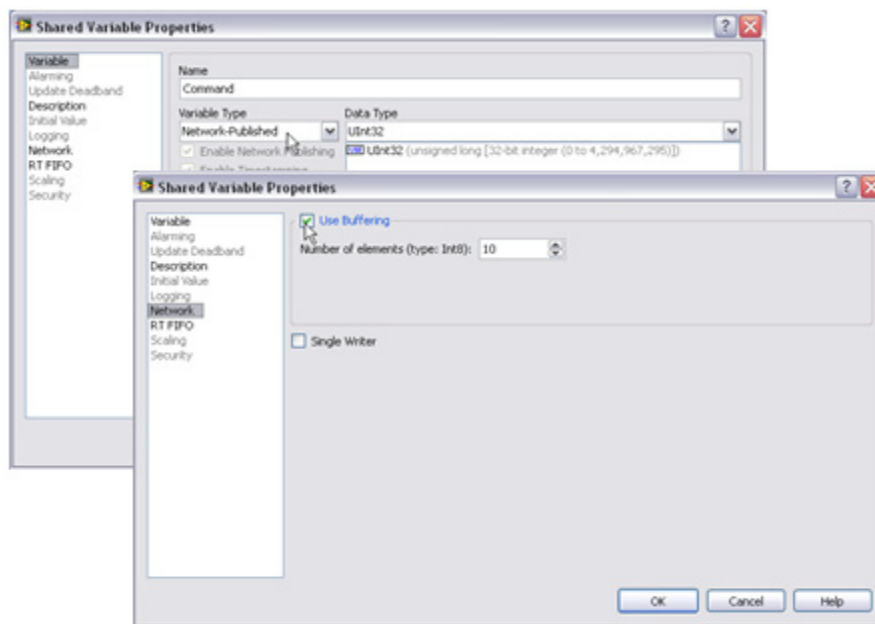 Shared Variable Properties
Variable
Alarming
Update Deadband
Description
Initial Value
Logging
Network
RT FIFO
Scaling
Security
Name
Command
Variable Type
Data Type
Network-Published
UInt32
Enable Network Publishing
UInt32 (unsigned long [32-bit integer (0 to 4,294,967,295)])
Enable Timestamping
Shared Variable Properties
Variable
Alarming
Update Deadband
Description
Initial Value
Logging
Network
RT FIFO
Scaling
Security
Use Buffering
Number of elements (type: Int8):
10
Single Writer
OK
Cancel
Help